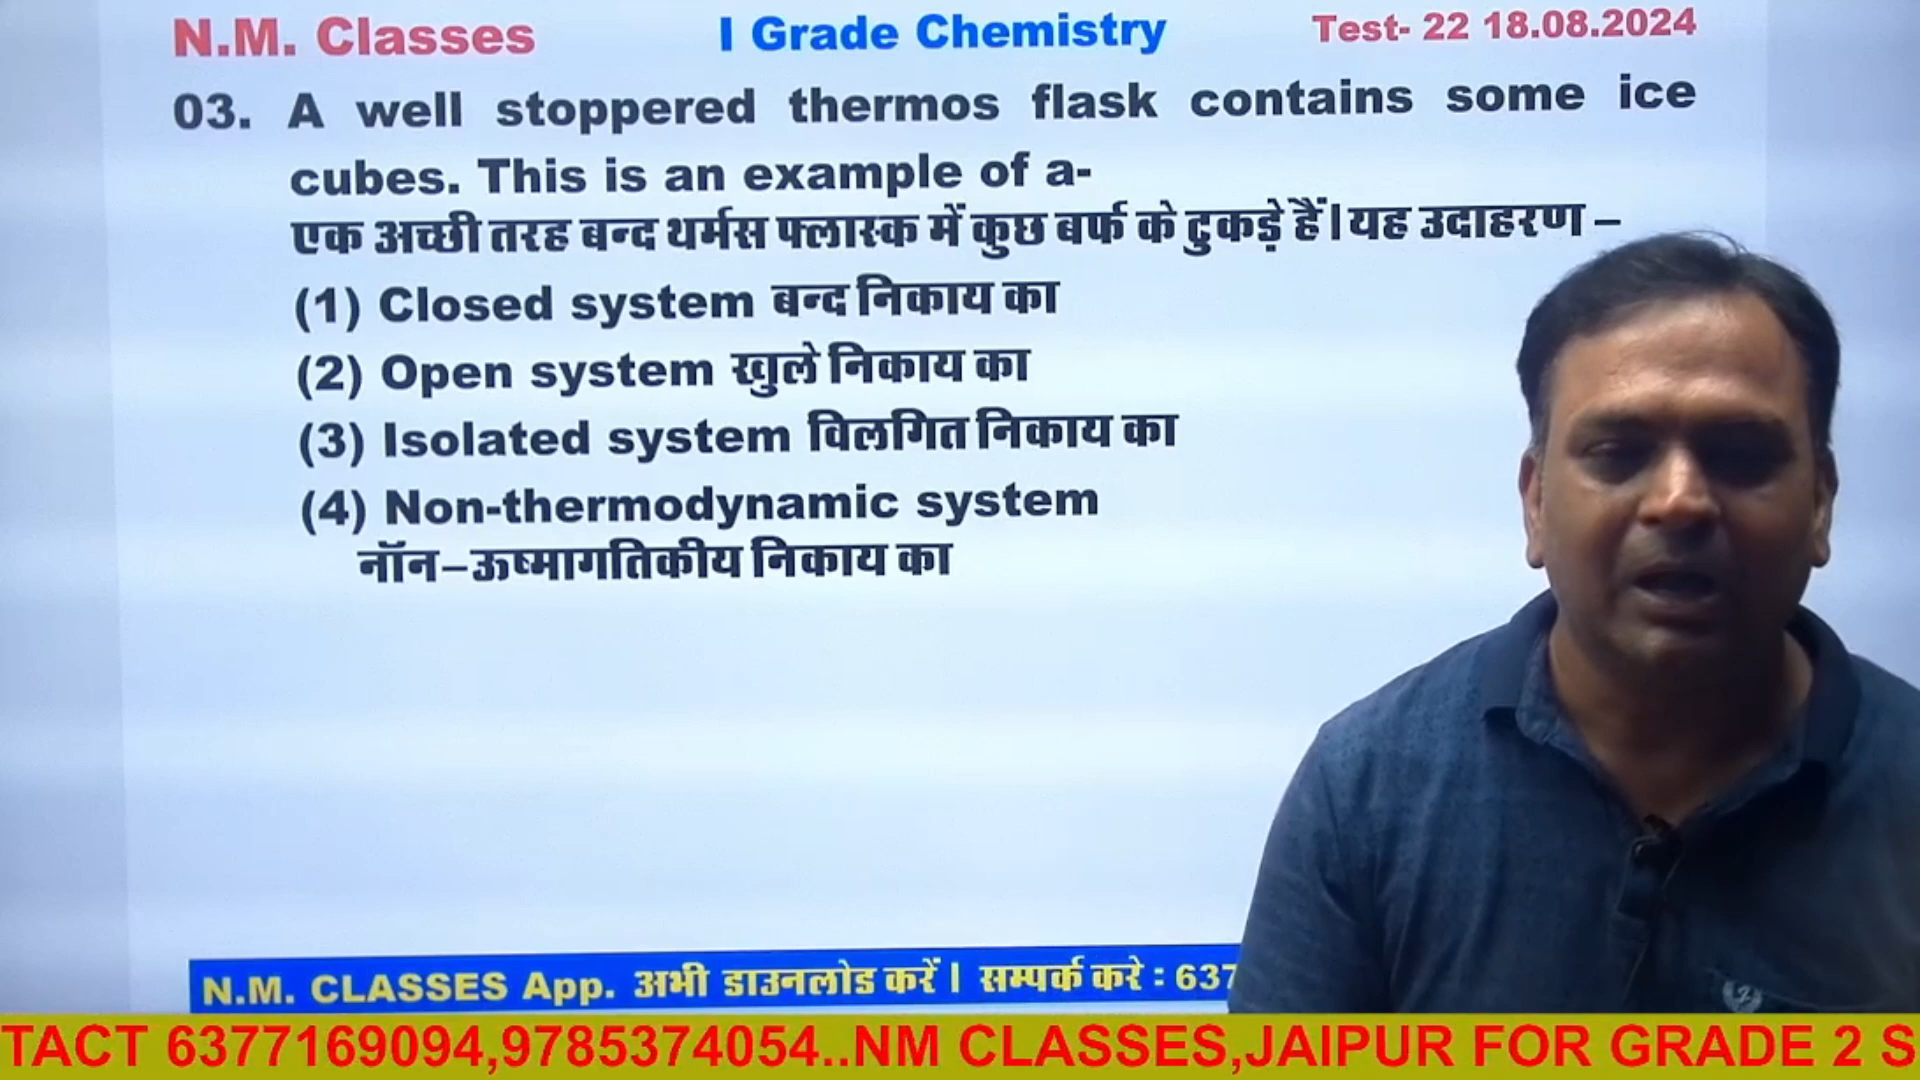 N.M. Classes I Grade Chemistry Test- 22 18.08.2024
03. A well stoppered thermos flask contains some ice
cubes. This is an example of a-
एक अच्छी तरह बन्द थर्मस फ्लास्क में कुछ बर्फ के टुकड़े हैं। यह उदाहरण –
(1) Closed system बन्द निकाय का
(2) Open system खुले निकाय का
(3) Isolated system विलगित निकाय का
(4) Non-thermodynamic system
नॉन–ऊष्मागतिकीय निकाय का
N.M. CLASSES App. अभी डाउनलोड करें। सम्पर्क करे : 637
TACT 6377169094,9785374054..NM CLASSES,JAIPUR FOR GRADE 2 S